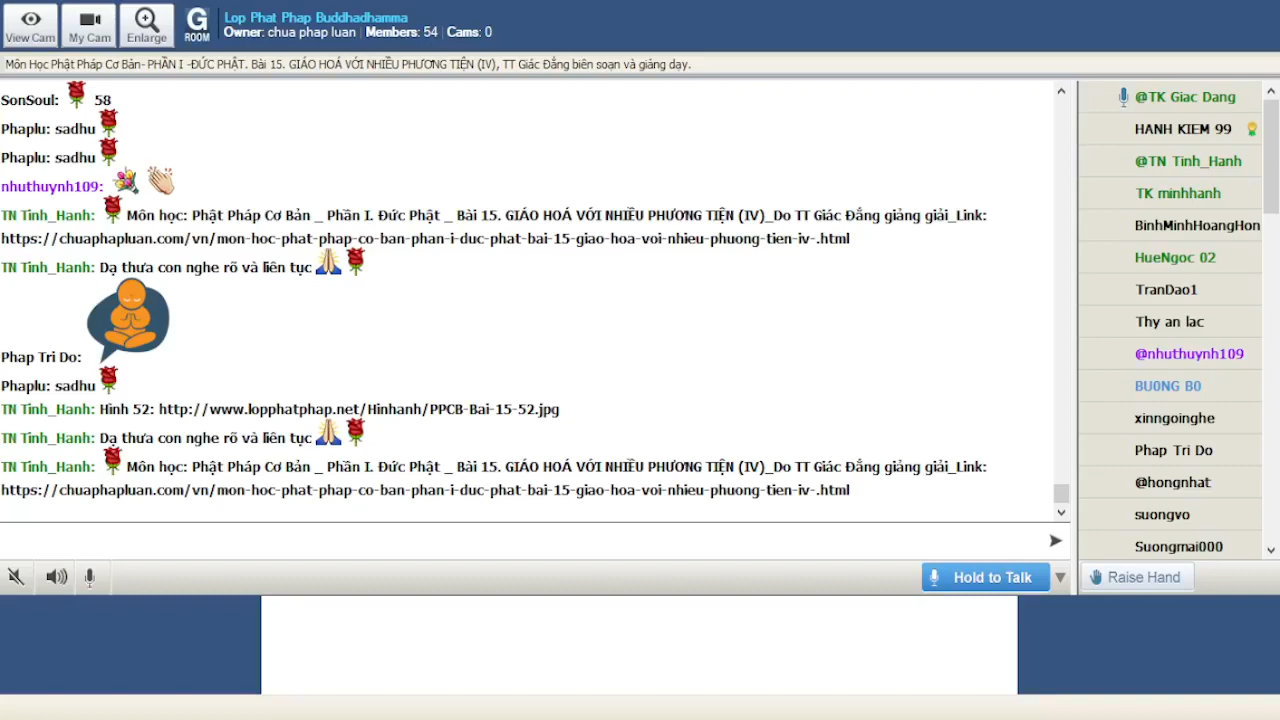 View Cam
My Cam
Enlarge
G
ROOM
Lop Phat Phap Buddhadhamma
Owner: chua phap luan | Members: 54 | Cams: 0
Môn Học Phật Pháp Cơ Bản- PHẦN I -ĐỨC PHẬT. Bài 15. GIÁO HOÁ VỚI NHIỀU PHƯƠNG TIỆN (IV), TT Giác Đẳng biên soạn và giảng dạy.
SonSoul: 58
Phaplu: sadhu
Phaplu: sadhu
nhuthuynh109:
TN Tinh_Hanh: Môn học: Phật Pháp Cơ Bản _ Phần I. Đức Phật _ Bài 15. GIÁO HOÁ VỚI NHIỀU PHƯƠNG TIỆN (IV)_Do TT Giác Đẳng giảng giải_Link:
https://chuaphapluan.com/vn/mon-hoc-phat-phap-co-ban-phan-i-duc-phat-bai-15-giao-hoa-voi-nhieu-phuong-tien-iv-.html
TN Tinh_Hanh: Dạ thưa con nghe rõ và liên tục
Phap Tri Do:
Phaplu: sadhu
TN Tinh_Hanh: Hình 52: http://www.lopphatphap.net/Hinhanh/PPCB-Bai-15-52.jpg
TN Tinh_Hanh: Dạ thưa con nghe rõ và liên tục
TN Tinh_Hanh: Môn học: Phật Pháp Cơ Bản _ Phần I. Đức Phật _ Bài 15. GIÁO HOÁ VỚI NHIỀU PHƯƠNG TIỆN (IV)_Do TT Giác Đẳng giảng giải_Link:
https://chuaphapluan.com/vn/mon-hoc-phat-phap-co-ban-phan-i-duc-phat-bai-15-giao-hoa-voi-nhieu-phuong-tien-iv-.html
@TK Giac Dang
HANH KIEM 99
@TN Tinh_Hanh
TK minhhanh
BinhMinhHoangHon
HueNgoc 02
TranDao1
Thy an lac
@nhuthuynh109
BU0NG B0
xinngoinghe
Phap Tri Do
@hongnhat
suongvo
Suongmai000
Hold to Talk
Raise Hand